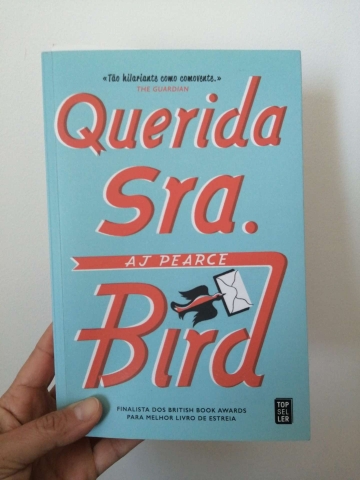 «Tão hilariante como comovente.»
THE GUARDIAN
Querida
Sra.
AJ PEARCE
Bird
FINALISTA DOS BRITISH BOOK AWARDS
PARA MELHOR LIVRO DE ESTREIA
TOP
SEL
LER